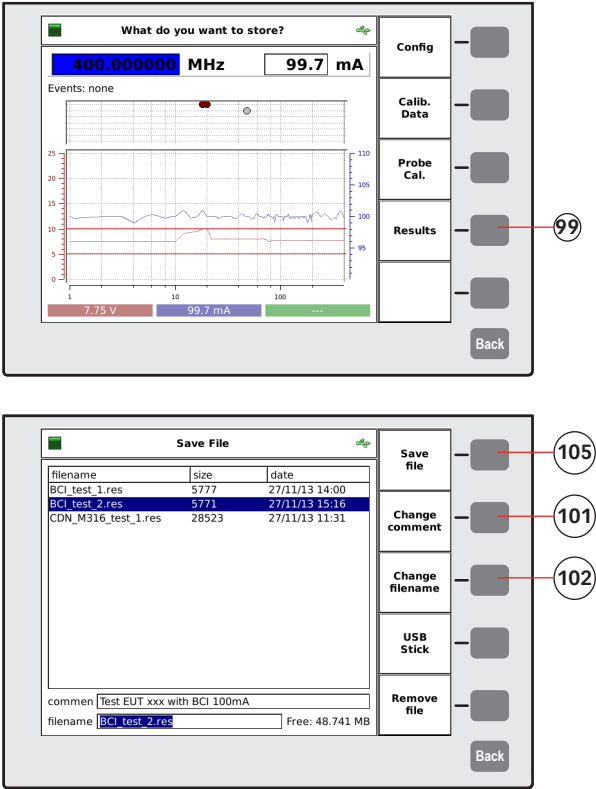 What do you want to store?
400.000000 MHz
99.7 mA
Events: none
25
20
15
10
5
0
110
105
100
95
1
10
100
7.75 V
99.7 mA
---
Config
Calib.
Data
Probe
Cal.
Results
Back
99
Save File
filename size date
BCI_test_1.res 5777 27/11/13 14:00
BCI_test_2.res 5771 27/11/13 15:16
CDN_M316_test_1.res 28523 27/11/13 11:31
commen Test EUT xxx with BCI 100mA
filename BCI_test_2.res Free: 48.741 MB
Save
file
Change
comment
Change
filename
USB
Stick
Remove
file
Back
105
101
102